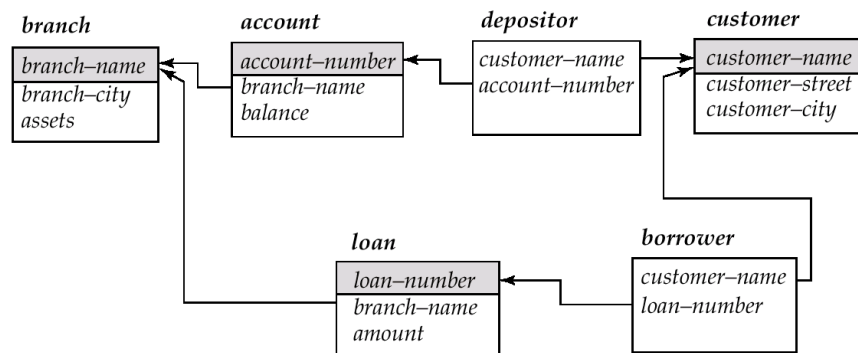 branch
branch–name
branch–city
assets
account
account–number
branch–name
balance
depositor
customer–name
account–number
customer
customer–name
customer–street
customer–city
loan
loan–number
branch–name
amount
borrower
customer–name
loan–number